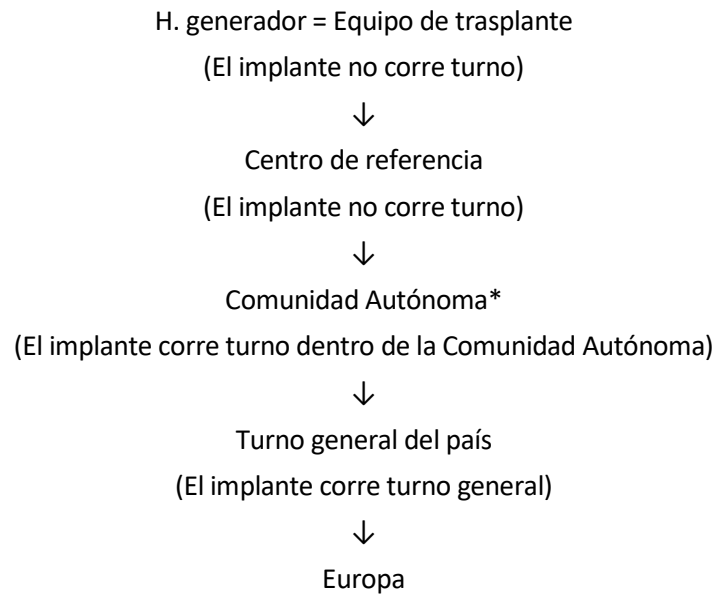 H. generador = Equipo de trasplante
(El implante no corre turno)
↓
Centro de referencia
(El implante no corre turno)
↓
Comunidad Autónoma*
(El implante corre turno dentro de la Comunidad Autónoma)
↓
Turno general del país
(El implante corre turno general)
↓
Europa